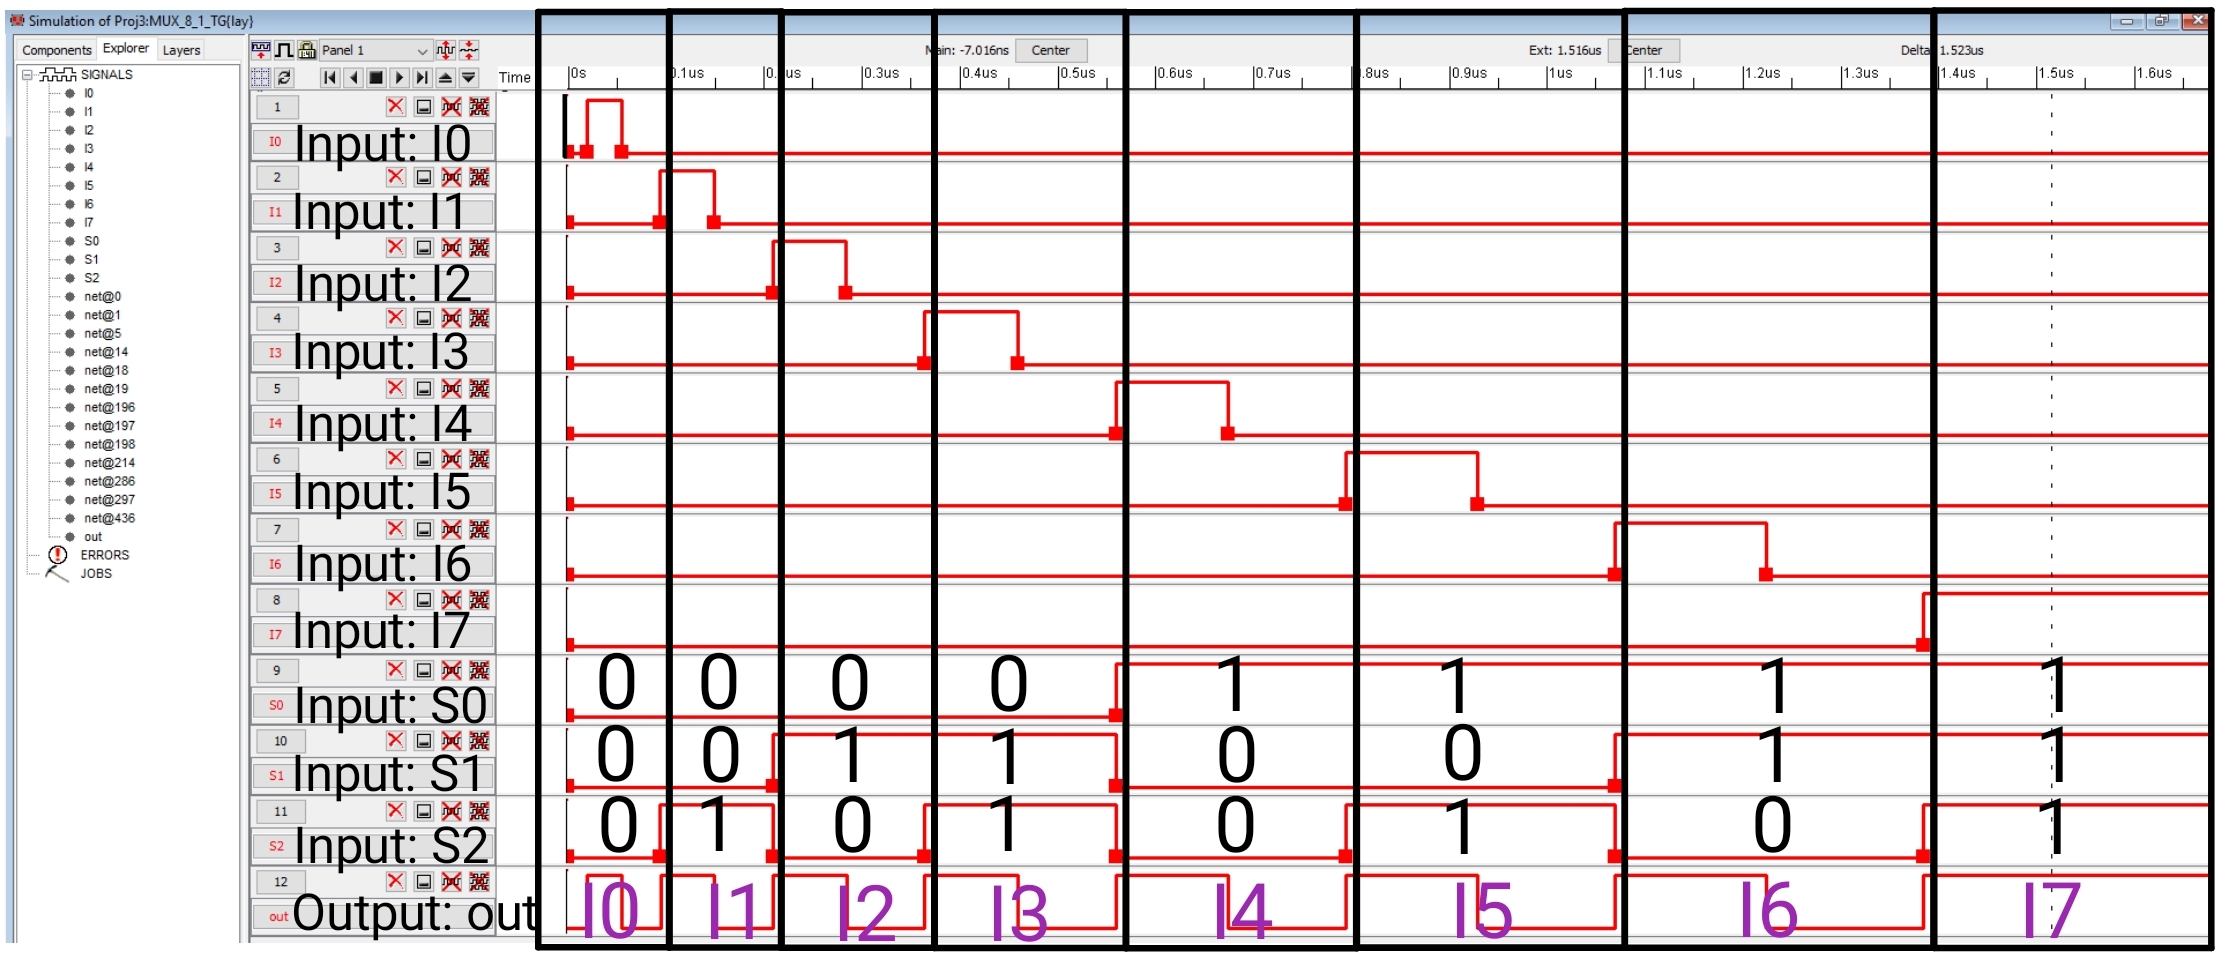 Simulation of Proj3:MUX_8_1_TG{lay}
Components Explorer Layers
Panel 1
Main: -7.016ns Center Ext: 1.516us Center Delta: 1.523us
Time 0s 0.1us 0. us 0.3us 0.4us 0.5us 0.6us 0.7us 0.8us 0.9us 1us 1.1us 1.2us 1.3us 1.4us 1.5us 1.6us
SIGNALS
I0
I1
I2
I3
I4
I5
I6
I7
S0
S1
S2
net@0
net@1
net@5
net@14
net@18
net@19
net@196
net@197
net@198
net@214
net@286
net@297
net@436
out
ERRORS
JOBS
1
I0 Input: I0
2
I1 Input: I1
3
I2 Input: I2
4
I3 Input: I3
5
I4 Input: I4
6
I5 Input: I5
7
I6 Input: I6
8
I7 Input: I7
9
S0 Input: S0 0 0 0 0 1 1 1 1
10
S1 Input: S1 0 0 1 1 0 0 1 1
11
S2 Input: S2 0 1 0 1 0 1 0 1
12
out Output: out I0 I1 I2 I3 I4 I5 I6 I7